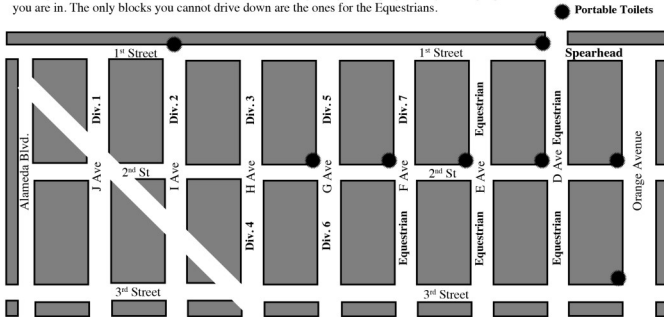 you are in. The only blocks you cannot drive down are the ones for the Equestrians.
Portable Toilets
1st Street
1st Street
Spearhead
Alameda Blvd.
Div. 1
J Ave
Div. 2
I Ave
Div. 3
H Ave
Div. 5
G Ave
Div. 7
F Ave
Equestrian
E Ave
Equestrian
D Ave
Orange Avenue
2nd St
2nd St
Div. 4
Div. 6
Equestrian
Equestrian
Equestrian
3rd Street
3rd Street